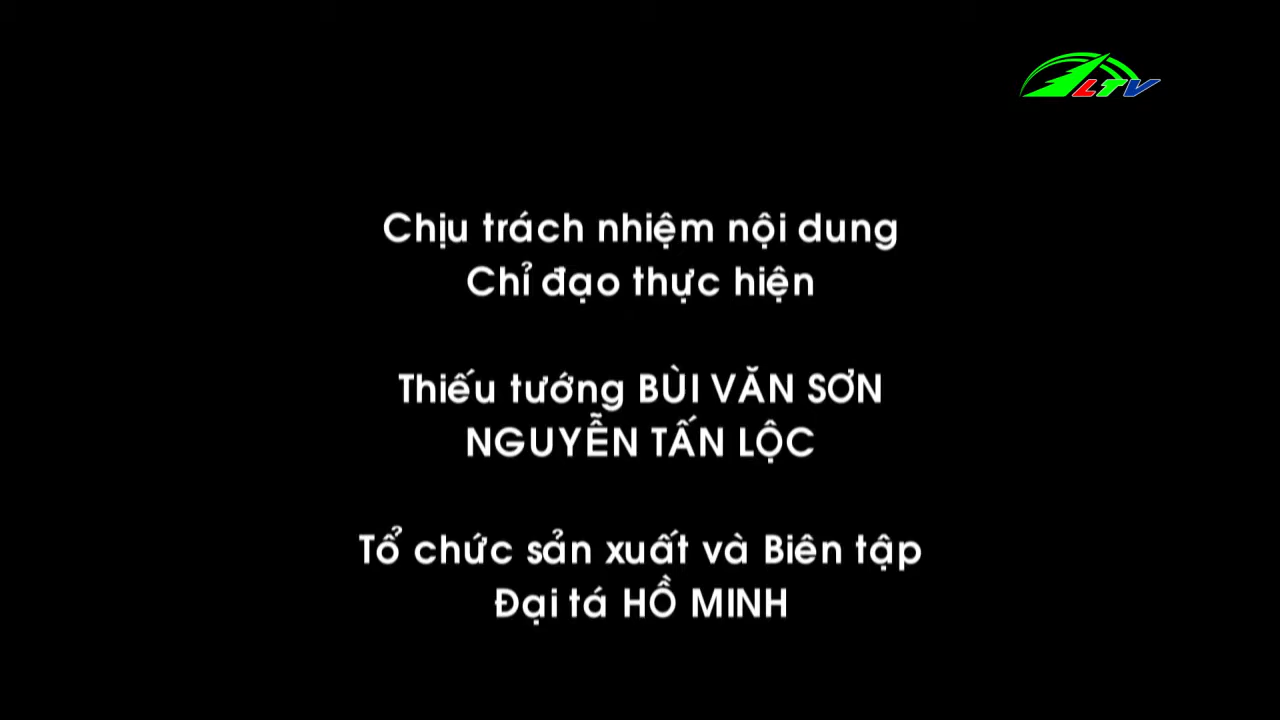 LTV
Chịu trách nhiệm nội dung
Chỉ đạo thực hiện
Thiếu tướng BÙI VĂN SƠN
NGUYỄN TẤN LỘC
Tổ chức sản xuất và Biên tập
Đại tá HỒ MINH